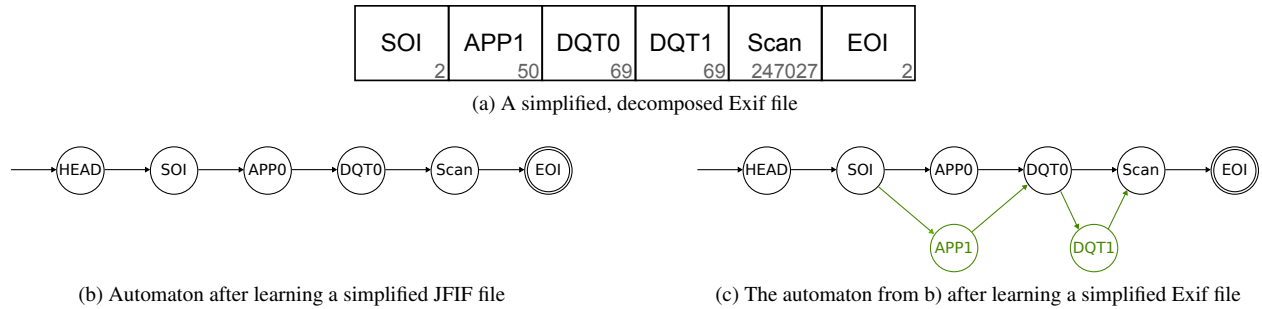 SOI APP1 DQT0 DQT1 Scan EOI
2 50 69 69 247027 2
(a) A simplified, decomposed Exif file
HEAD SOI APP0 DQT0 Scan EOI
(b) Automaton after learning a simplified JFIF file
HEAD SOI APP0 DQT0 Scan EOI
APP1 DQT1
(c) The automaton from b) after learning a simplified Exif file